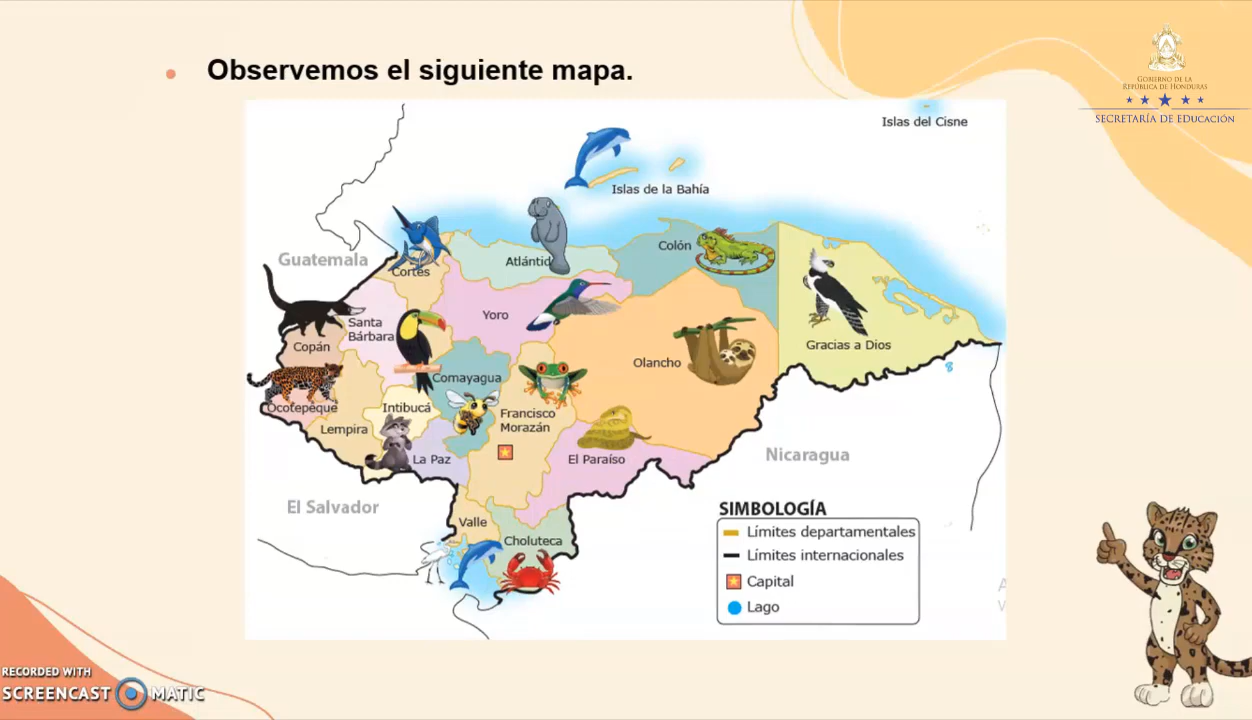 Observemos el siguiente mapa.
GOBIERNO DE LA
REPÚBLICA DE HONDURAS
SECRETARÍA DE EDUCACIÓN
Islas del Cisne
Islas de la Bahía
Guatemala
Cortés
Atlántid
Colón
Santa
Bárbara
Yoro
Copán
Olancho
Gracias a Dios
Comayagua
Ocotepeque
Intibucá
Francisco
Morazán
Lempira
La Paz
El Paraíso
Nicaragua
El Salvador
Valle
Choluteca
SIMBOLOGÍA
Límites departamentales
Límites internacionales
Capital
Lago
RECORDED WITH
SCREENCAST MATIC